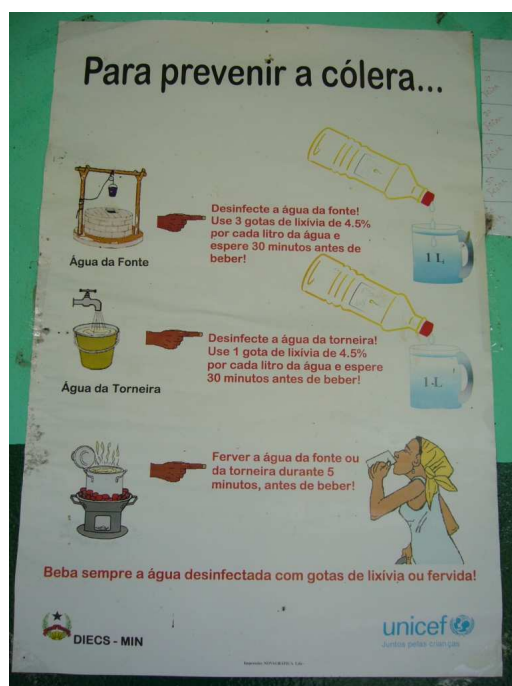 Para prevenir a cólera...
Desinfecte a água da fonte!
Use 3 gotas de lixívia de 4.5%
por cada litro da água e
espere 30 minutos antes de
beber!
1 L
Água da Fonte
Desinfecte a água da torneira!
Use 1 gota de lixívia de 4.5%
por cada litro da água e espere
30 minutos antes de beber!
1 L
Água da Torneira
Ferver a água da fonte ou
da torneira durante 5
minutos, antes de beber!
Beba sempre a água desinfectada com gotas de lixívia ou fervida!
DIECS - MIN
unicef
Juntos pelas crianças